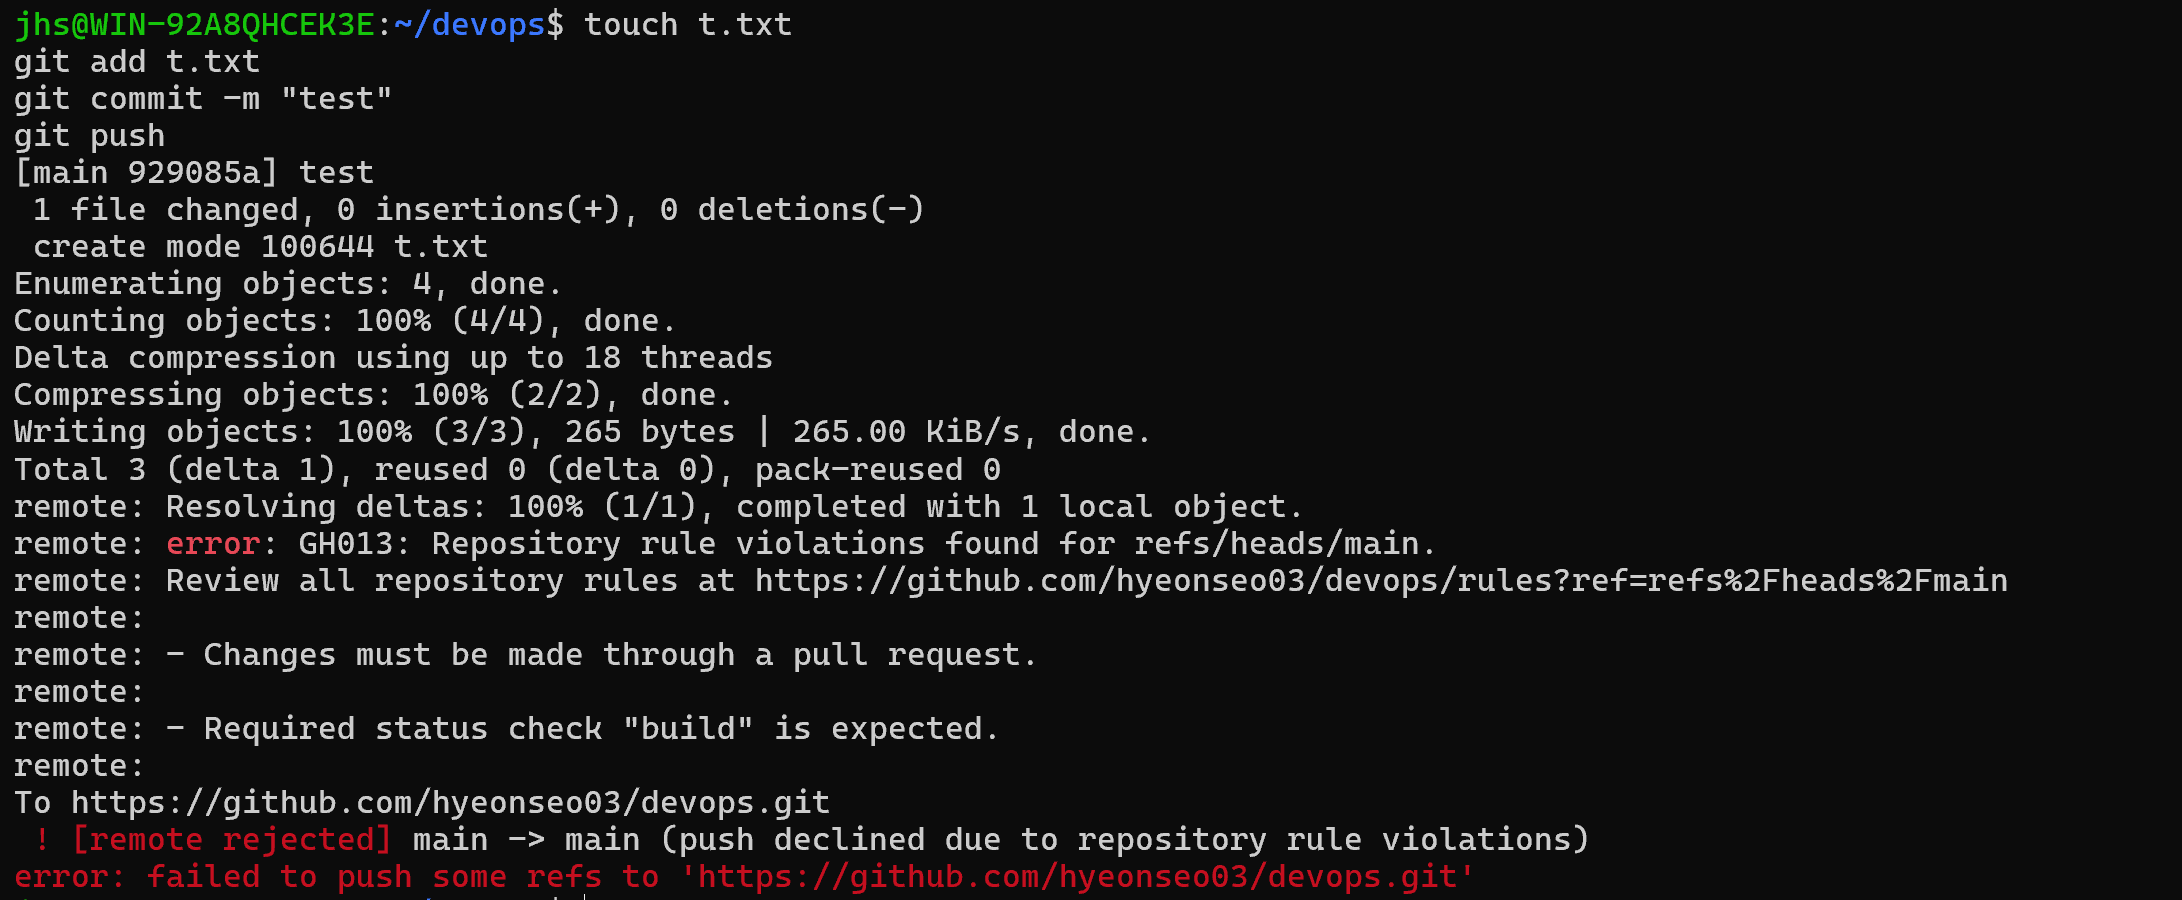 jhs@WIN-92A8QHCEK3E:~/devops$ touch t.txt
git add t.txt
git commit -m "test"
git push
[main 929085a] test
 1 file changed, 0 insertions(+), 0 deletions(-)
 create mode 100644 t.txt
Enumerating objects: 4, done.
Counting objects: 100% (4/4), done.
Delta compression using up to 18 threads
Compressing objects: 100% (2/2), done.
Writing objects: 100% (3/3), 265 bytes | 265.00 KiB/s, done.
Total 3 (delta 1), reused 0 (delta 0), pack-reused 0
remote: Resolving deltas: 100% (1/1), completed with 1 local object.
remote: error: GH013: Repository rule violations found for refs/heads/main.
remote: Review all repository rules at https://github.com/hyeonseo03/devops/rules?ref=refs%2Fheads%2Fmain
remote:
remote: - Changes must be made through a pull request.
remote:
remote: - Required status check "build" is expected.
remote:
To https://github.com/hyeonseo03/devops.git
 ! [remote rejected] main -> main (push declined due to repository rule violations)
error: failed to push some refs to 'https://github.com/hyeonseo03/devops.git'